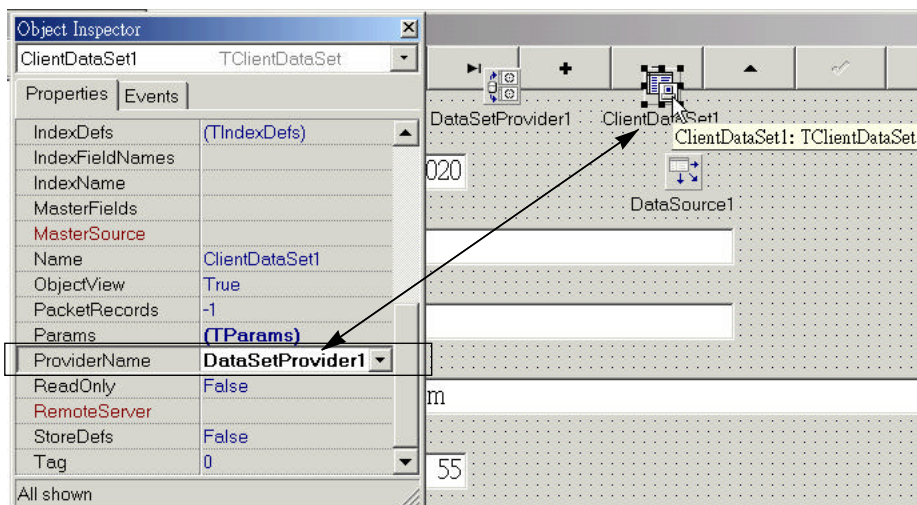 Object Inspector
ClientDataSet1 TClientDataSet
Properties Events
IndexDefs (TIndexDefs)
IndexFieldNames
IndexName
MasterFields
MasterSource
Name ClientDataSet1
ObjectView True
PacketRecords -1
Params (TParams)
ProviderName DataSetProvider1
ReadOnly False
RemoteServer
StoreDefs False
Tag 0
All shown
DataSetProvider1 ClientDataSet1
ClientDataSet1: TClientDataSet
020
DataSource1
m
55